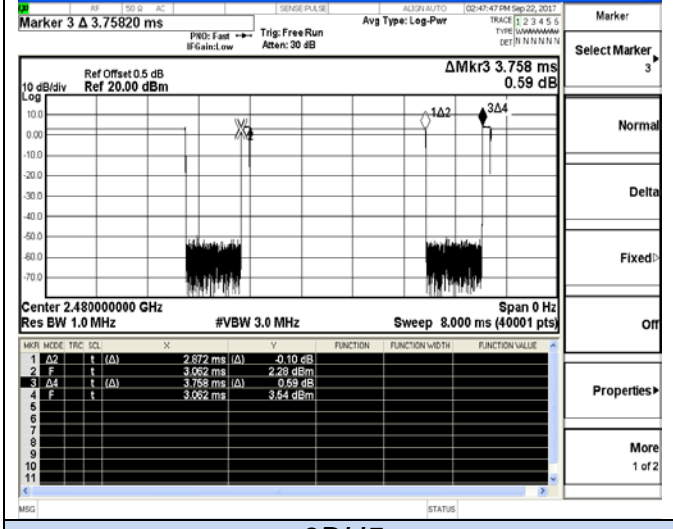 RF 50 Ω AC SENSE:PULSE ALIGN AUTO 02:47:47 PM Sep 22, 2017
Marker 3 Δ 3.75820 ms
PNO: Fast
IFGain:Low
Trig: Free Run
Atten: 30 dB
Avg Type: Log-Pwr
TRACE 1 2 3 4 5 6
TYPE WWWWWW
DET N N N N N N
Ref Offset 0.5 dB
10 dB/div Ref 20.00 dBm
Log
ΔMkr3 3.758 ms
0.59 dB
10.0
0.00
-10.0
-20.0
-30.0
-40.0
-50.0
-60.0
-70.0
1Δ2
3Δ4
Center 2.480000000 GHz Span 0 Hz
Res BW 1.0 MHz #VBW 3.0 MHz Sweep 8.000 ms (40001 pts)
MKR MODE TRC SCL X Y FUNCTION FUNCTION WIDTH FUNCTION VALUE
1 Δ2 t (Δ) 2.872 ms (Δ) -0.10 dB
2 F t 3.062 ms 2.28 dBm
3 Δ4 t (Δ) 3.758 ms (Δ) 0.59 dB
4 F t 3.062 ms 3.54 dBm
5
6
7
8
9
10
11
MSG STATUS
Marker
Select Marker
3
Normal
Delta
Fixed
Off
Properties
More
1 of 2